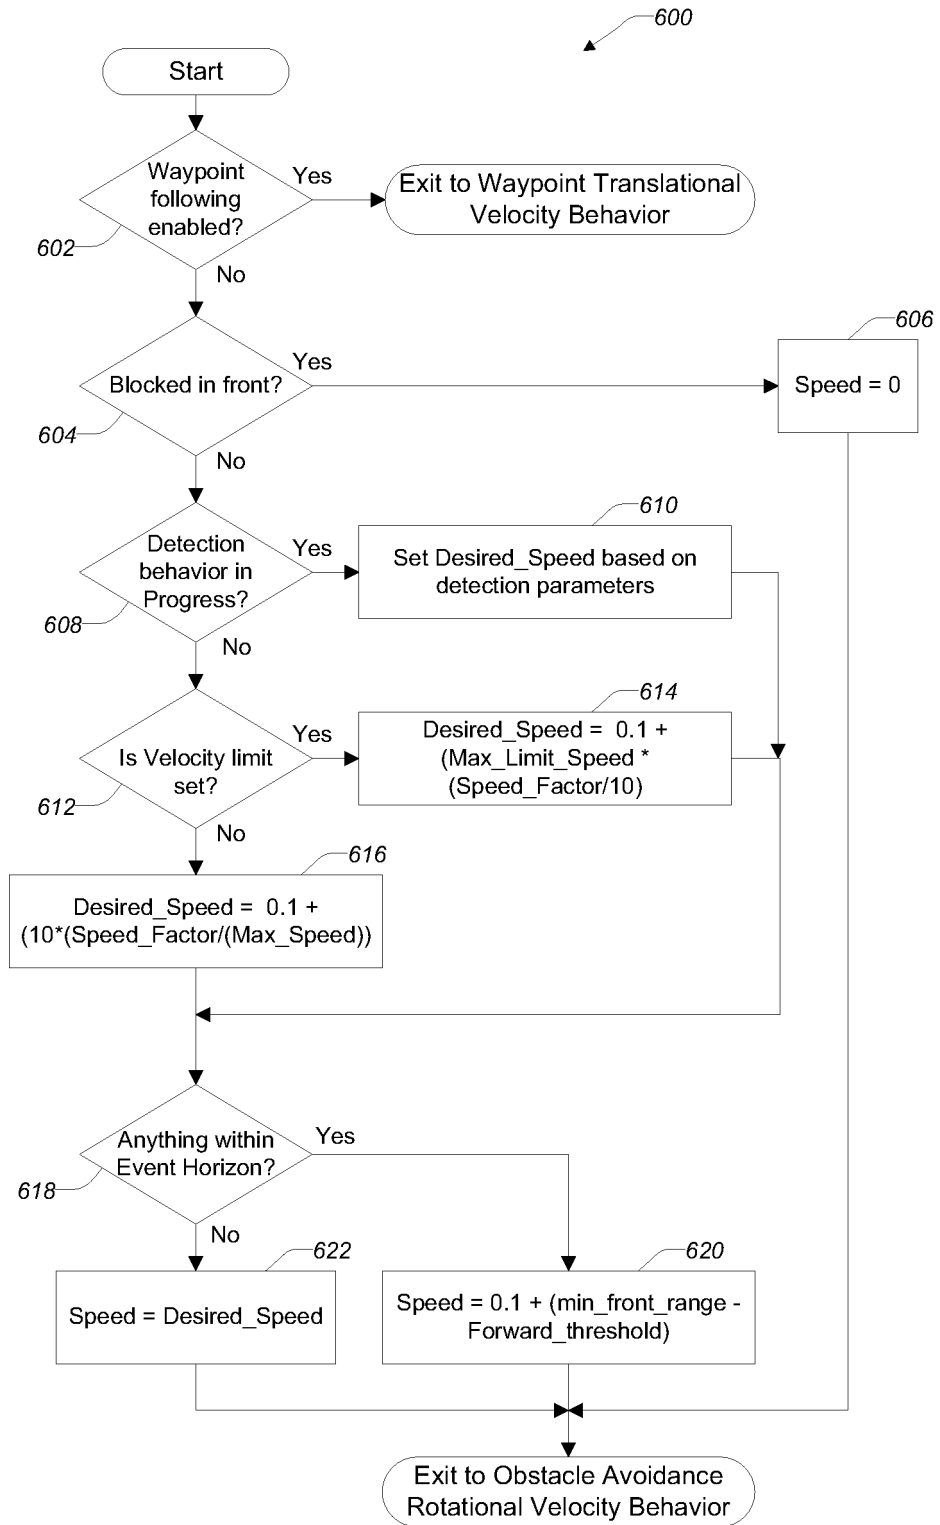 600
Start
Waypoint
following
enabled?
Yes
Exit to Waypoint Translational
Velocity Behavior
602
No
606
Blocked in front?
Yes
Speed = 0
604
No
610
Detection
behavior in
Progress?
Yes
Set Desired_Speed based on
detection parameters
608
No
614
Is Velocity limit
set?
Yes
Desired_Speed =  0.1 +
(Max_Limit_Speed *
(Speed_Factor/10)
612
No
616
Desired_Speed =  0.1 +
(10*(Speed_Factor/(Max_Speed))
Anything within
Event Horizon?
Yes
618
No
622
620
Speed = Desired_Speed
Speed = 0.1 + (min_front_range -
Forward_threshold)
Exit to Obstacle Avoidance
Rotational Velocity Behavior